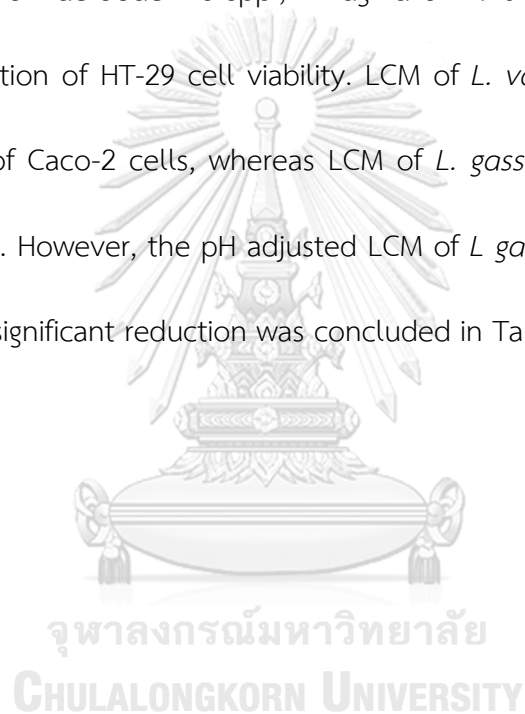 tion of HT-29 cell viability. LCM of L. va
of Caco-2 cells, whereas LCM of L. gass
. However, the pH adjusted LCM of L ga
significant reduction was concluded in Ta
จุฬาลงกรณ์มหาวิทยาลัย
CHULALONGKORN UNIVERSITY